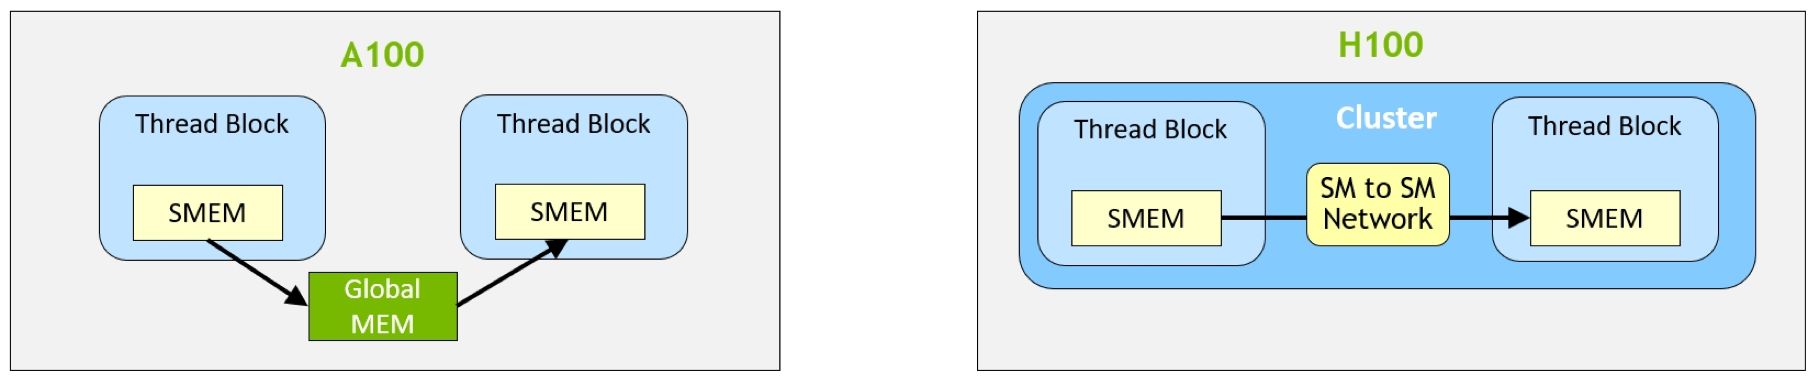 A100
Thread Block
SMEM
Thread Block
SMEM
Global
MEM
H100
Cluster
Thread Block
SMEM
SM to SM
Network
Thread Block
SMEM